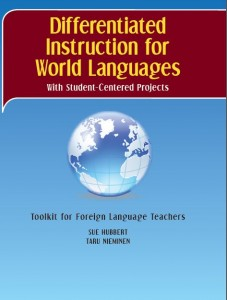 Differentiated
Instruction for
World Languages
With Student-Centered Projects
Toolkit for Foreign Language Teachers
SUE HUBBERT
TARU NIEMINEN